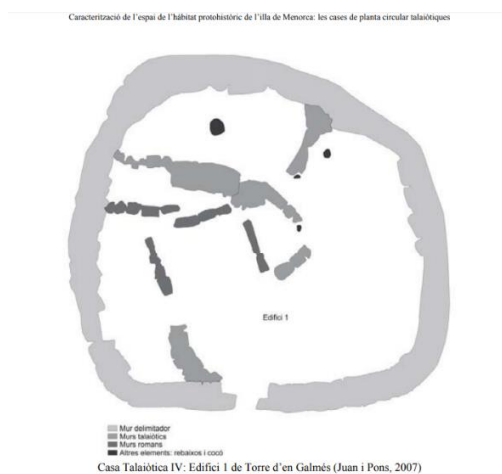 Caracterització de l'espai de l'hàbitat protohistòric de l'illa de Menorca: les cases de planta circular talaiòtiques
Edifici 1
Mur delimitador
Murs talaiòtics
Murs romans
Altres elements: rebaixos i cocó
Casa Talaiòtica IV: Edifici 1 de Torre d'en Galmés (Juan i Pons, 2007)